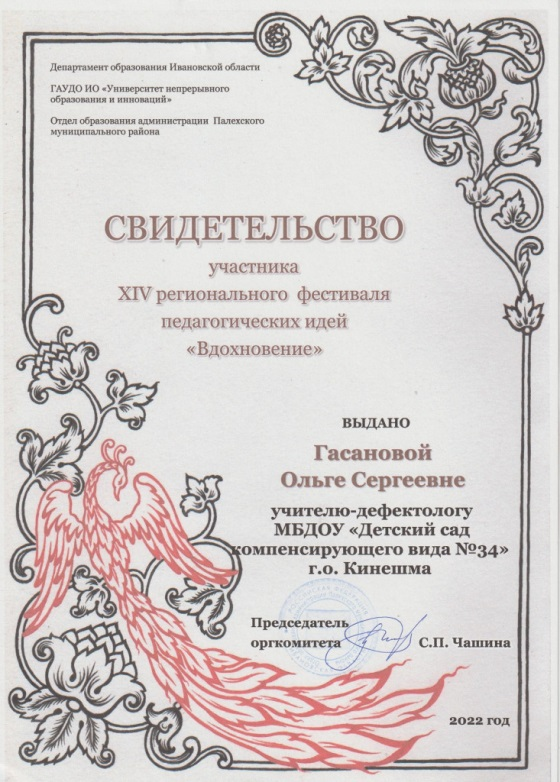 Департамент образования Ивановской области
ГАУДО ИО «Университет непрерывного
образования и инноваций»
Отдел образования администрации Палехского
муниципального района
СВИДЕТЕЛЬСТВО
участника
XIV регионального фестиваля
педагогических идей
«Вдохновение»
ВЫДАНО
Гасановой
Ольге Сергеевне
учителю-дефектологу
МБДОУ «Детский сад
компенсирующего вида №34»
г.о. Кинешма
Председатель
оргкомитета С.П. Чашина
2022 год